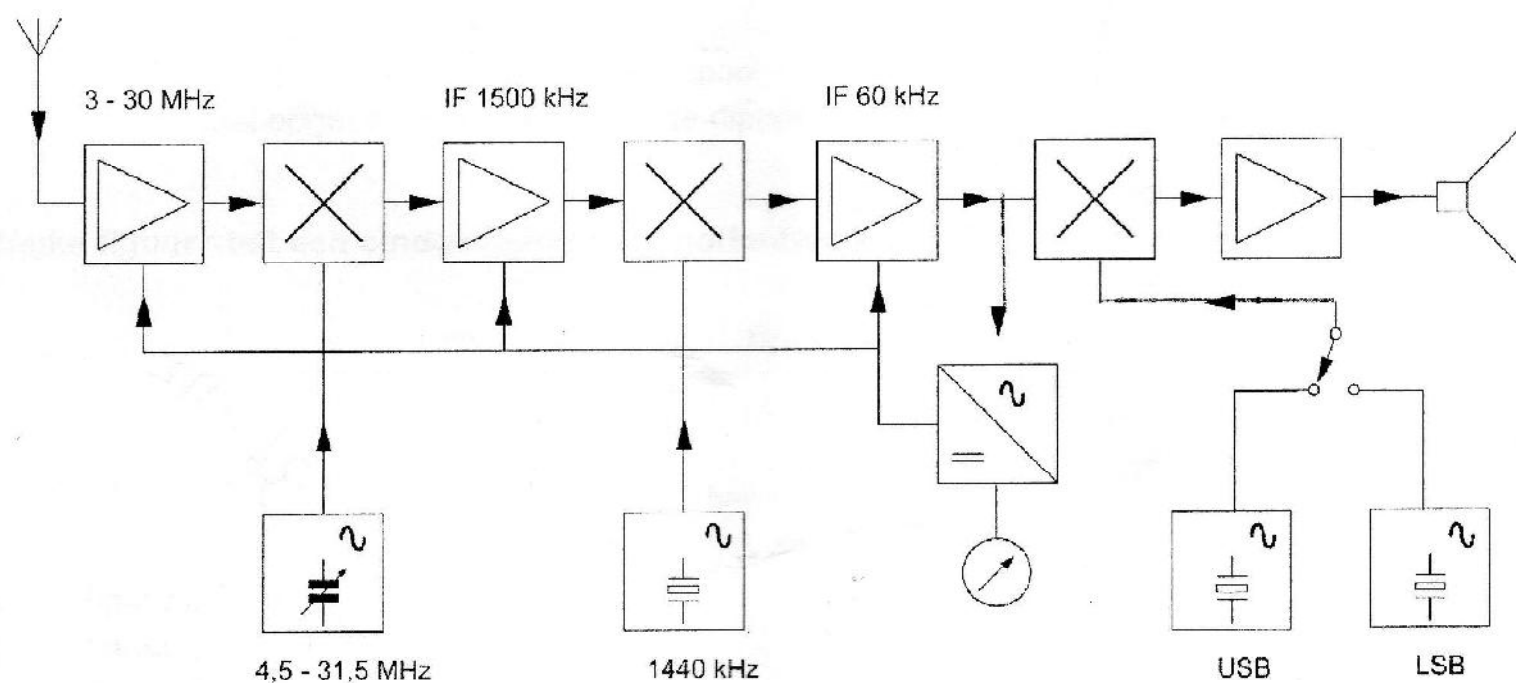 3 - 30 MHz
IF 1500 kHz
IF 60 kHz
4,5 - 31,5 MHz
1440 kHz
USB
LSB